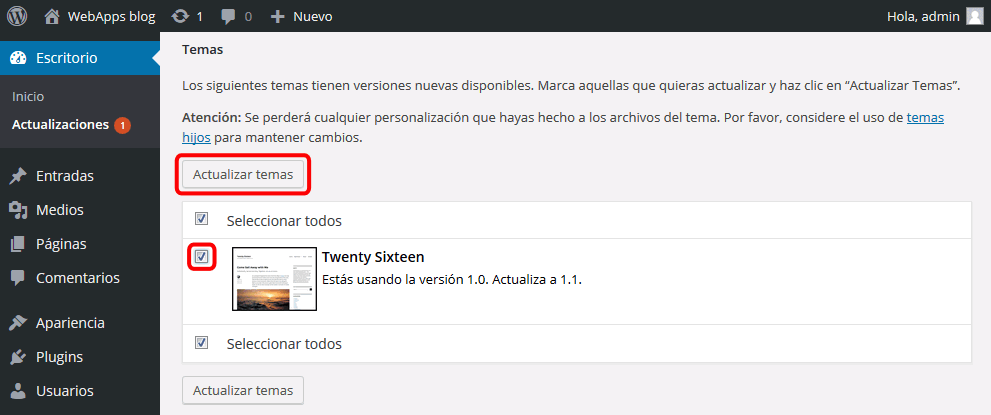 WebApps blog 1 0 + Nuevo Hola, admin
Escritorio
Inicio
Actualizaciones 1
Entradas
Medios
Páginas
Comentarios
Apariencia
Plugins
Usuarios
Temas
Los siguientes temas tienen versiones nuevas disponibles. Marca aquellas que quieras actualizar y haz clic en “Actualizar Temas”.
Atención: Se perderá cualquier personalización que hayas hecho a los archivos del tema. Por favor, considere el uso de temas
hijos para mantener cambios.
Actualizar temas
Seleccionar todos
Twenty Sixteen
Estás usando la versión 1.0. Actualiza a 1.1.
Seleccionar todos
Actualizar temas